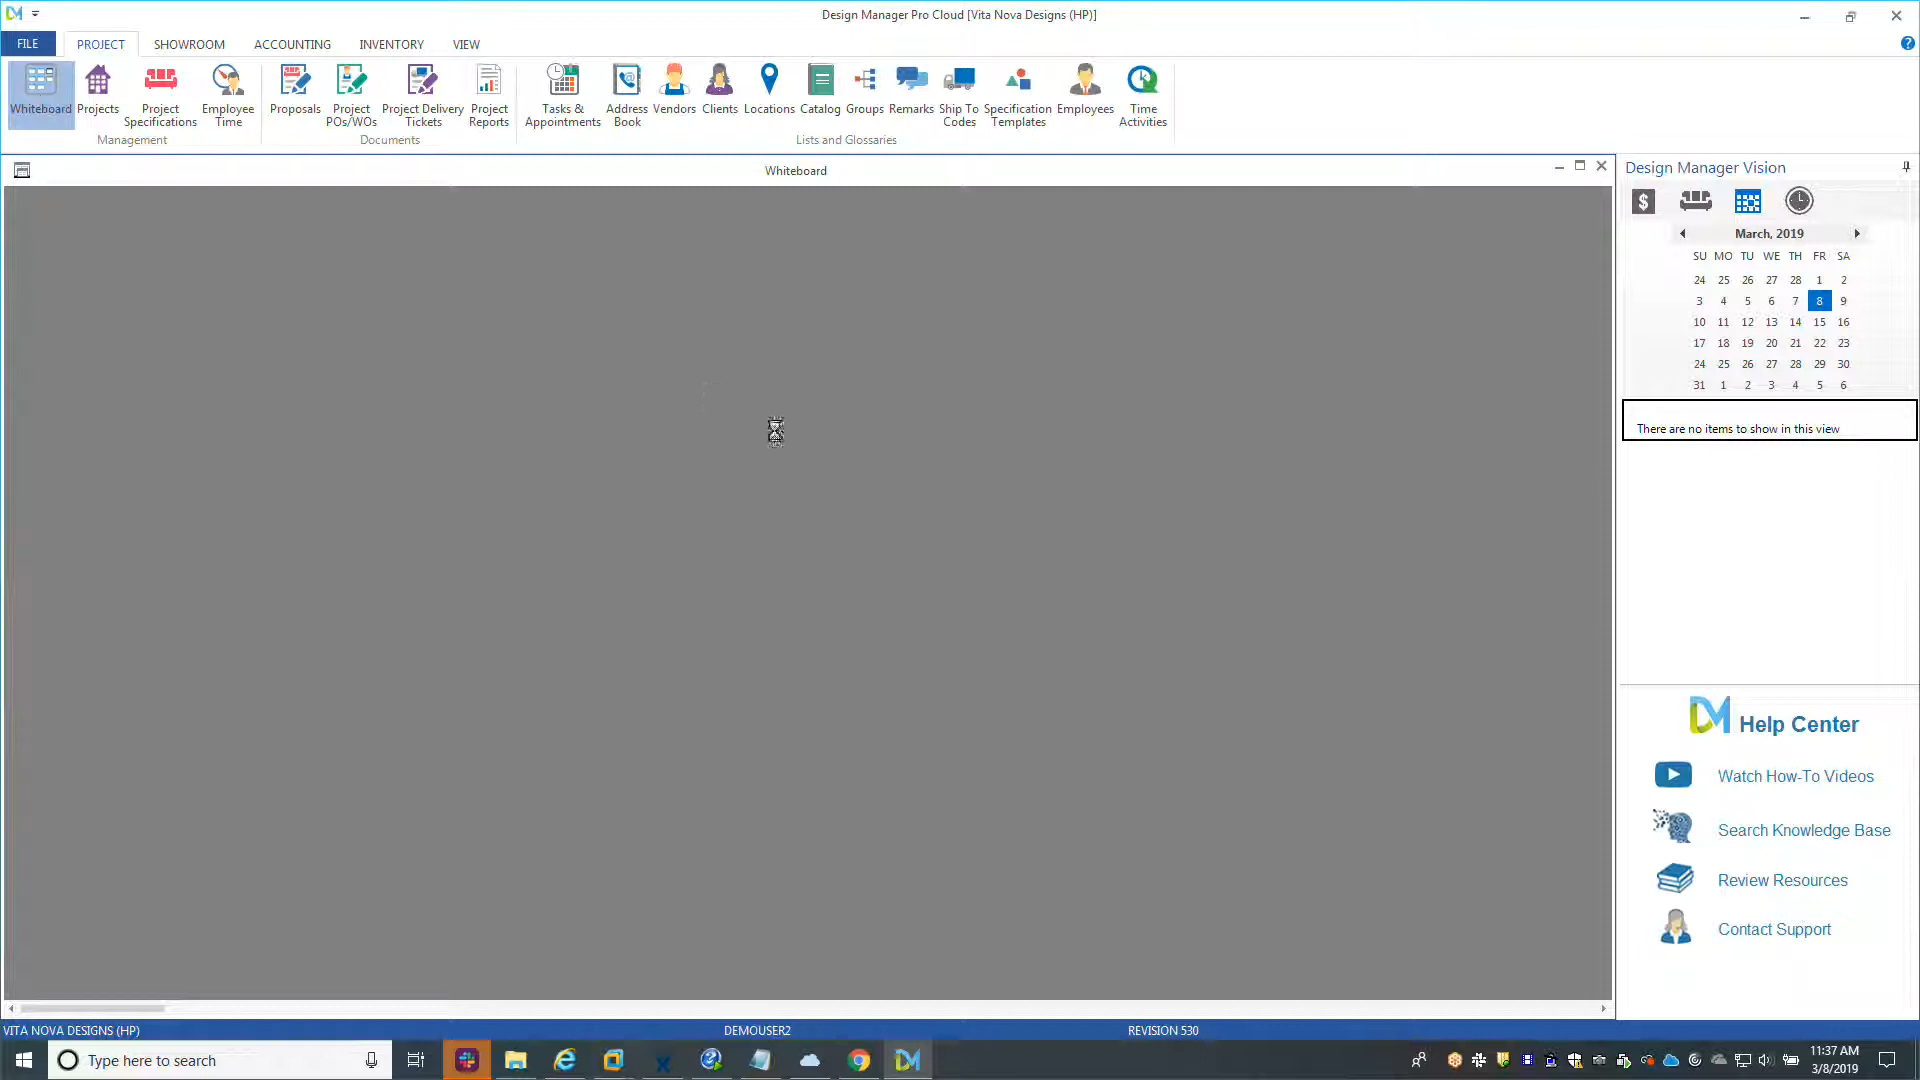 Design Manager Pro Cloud [Vita Nova Designs (HP)]
FILE PROJECT SHOWROOM ACCOUNTING INVENTORY VIEW
Whiteboard
Projects
Project
Specifications
Employee
Time
Management
Proposals
Project
POs/WOs
Project Delivery
Tickets
Project
Reports
Documents
Tasks &
Appointments
Address
Book
Vendors
Clients
Locations
Catalog
Groups
Remarks
Ship To
Codes
Specification
Templates
Employees
Time
Activities
Lists and Glossaries
Whiteboard
Design Manager Vision
March, 2019
SU MO TU WE TH FR SA
24 25 26 27 28 1 2
3 4 5 6 7 8 9
10 11 12 13 14 15 16
17 18 19 20 21 22 23
24 25 26 27 28 29 30
31 1 2 3 4 5 6
There are no items to show in this view
DM Help Center
Watch How-To Videos
Search Knowledge Base
Review Resources
Contact Support
VITA NOVA DESIGNS (HP) DEMOUSER2 REVISION 530
Type here to search
11:37 AM
3/8/2019